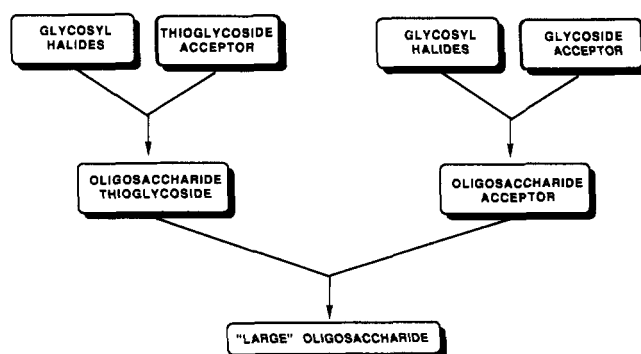 GLYCOSYL
HALIDES
THIOGLYCOSIDE
ACCEPTOR
GLYCOSYL
HALIDES
GLYCOSIDE
ACCEPTOR
OLIGOSACCHARIDE
THIOGLYCOSIDE
OLIGOSACCHARIDE
ACCEPTOR
"LARGE" OLIGOSACCHARIDE